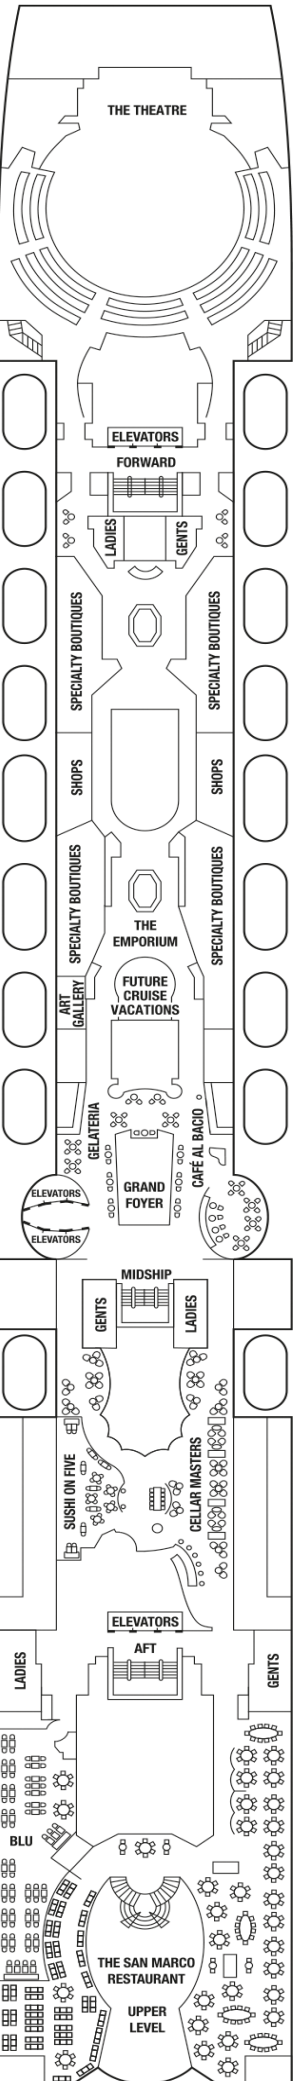 THE THEATRE
ELEVATORS
FORWARD
LADIES
GENTS
SPECIALTY BOUTIQUES
SPECIALTY BOUTIQUES
SHOPS
SHOPS
SPECIALTY BOUTIQUES
SPECIALTY BOUTIQUES
THE
EMPORIUM
ART
GALLERY
FUTURE
CRUISE
VACATIONS
GELATERIA
CAFÉ AL BACIO
GRAND
FOYER
ELEVATORS
ELEVATORS
MIDSHIP
GENTS
LADIES
SUSHI ON FIVE
CELLAR MASTERS
ELEVATORS
AFT
LADIES
GENTS
BLU
THE SAN MARCO
RESTAURANT
UPPER
LEVEL